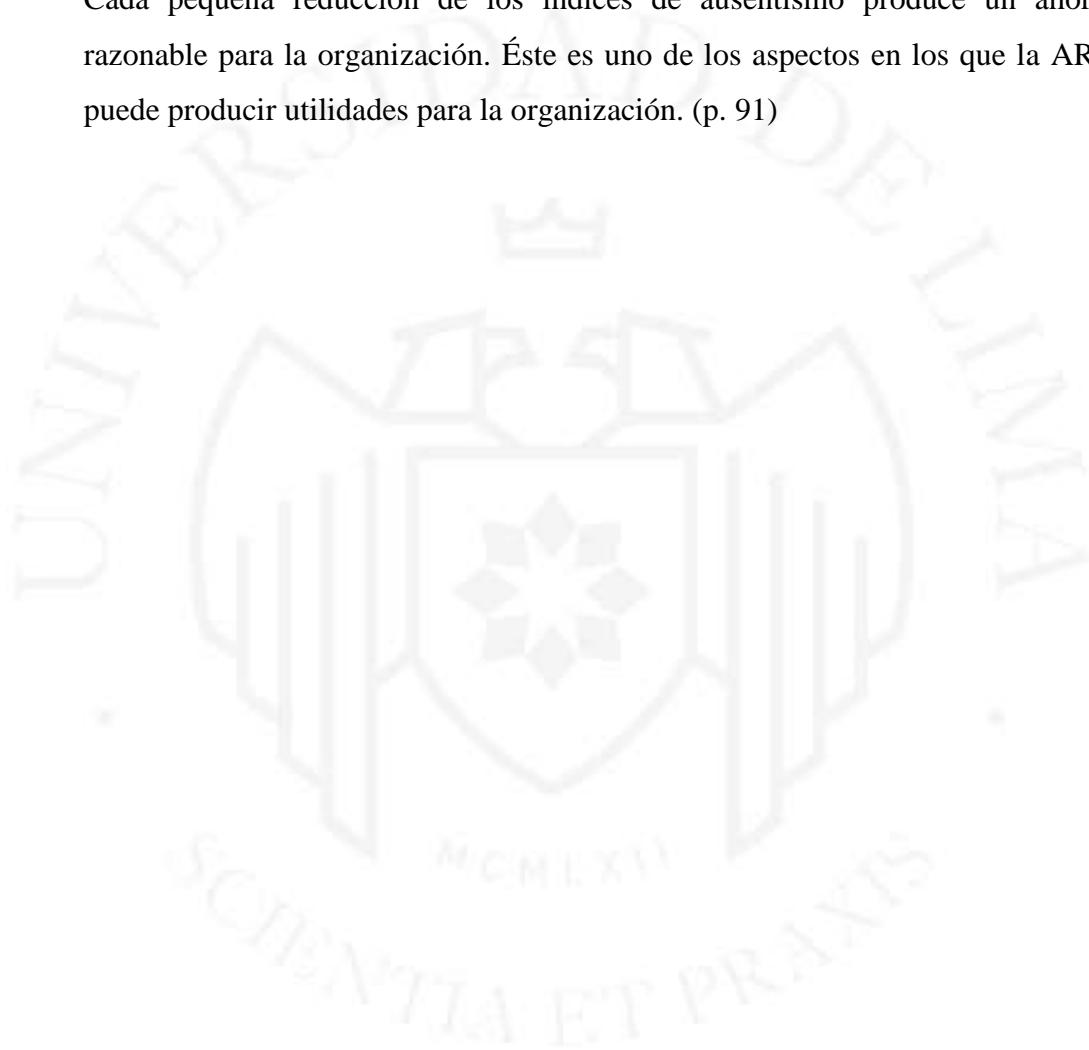 Cada pequeña reducción de los índices de ausentismo produce un
razonable para la organización. Éste es uno de los aspectos en los que la
puede producir utilidades para la organización. (p. 91)
UNIVERSIDAD DE LIMA
MCMLXII
SCIENTIA ET PRAXIS